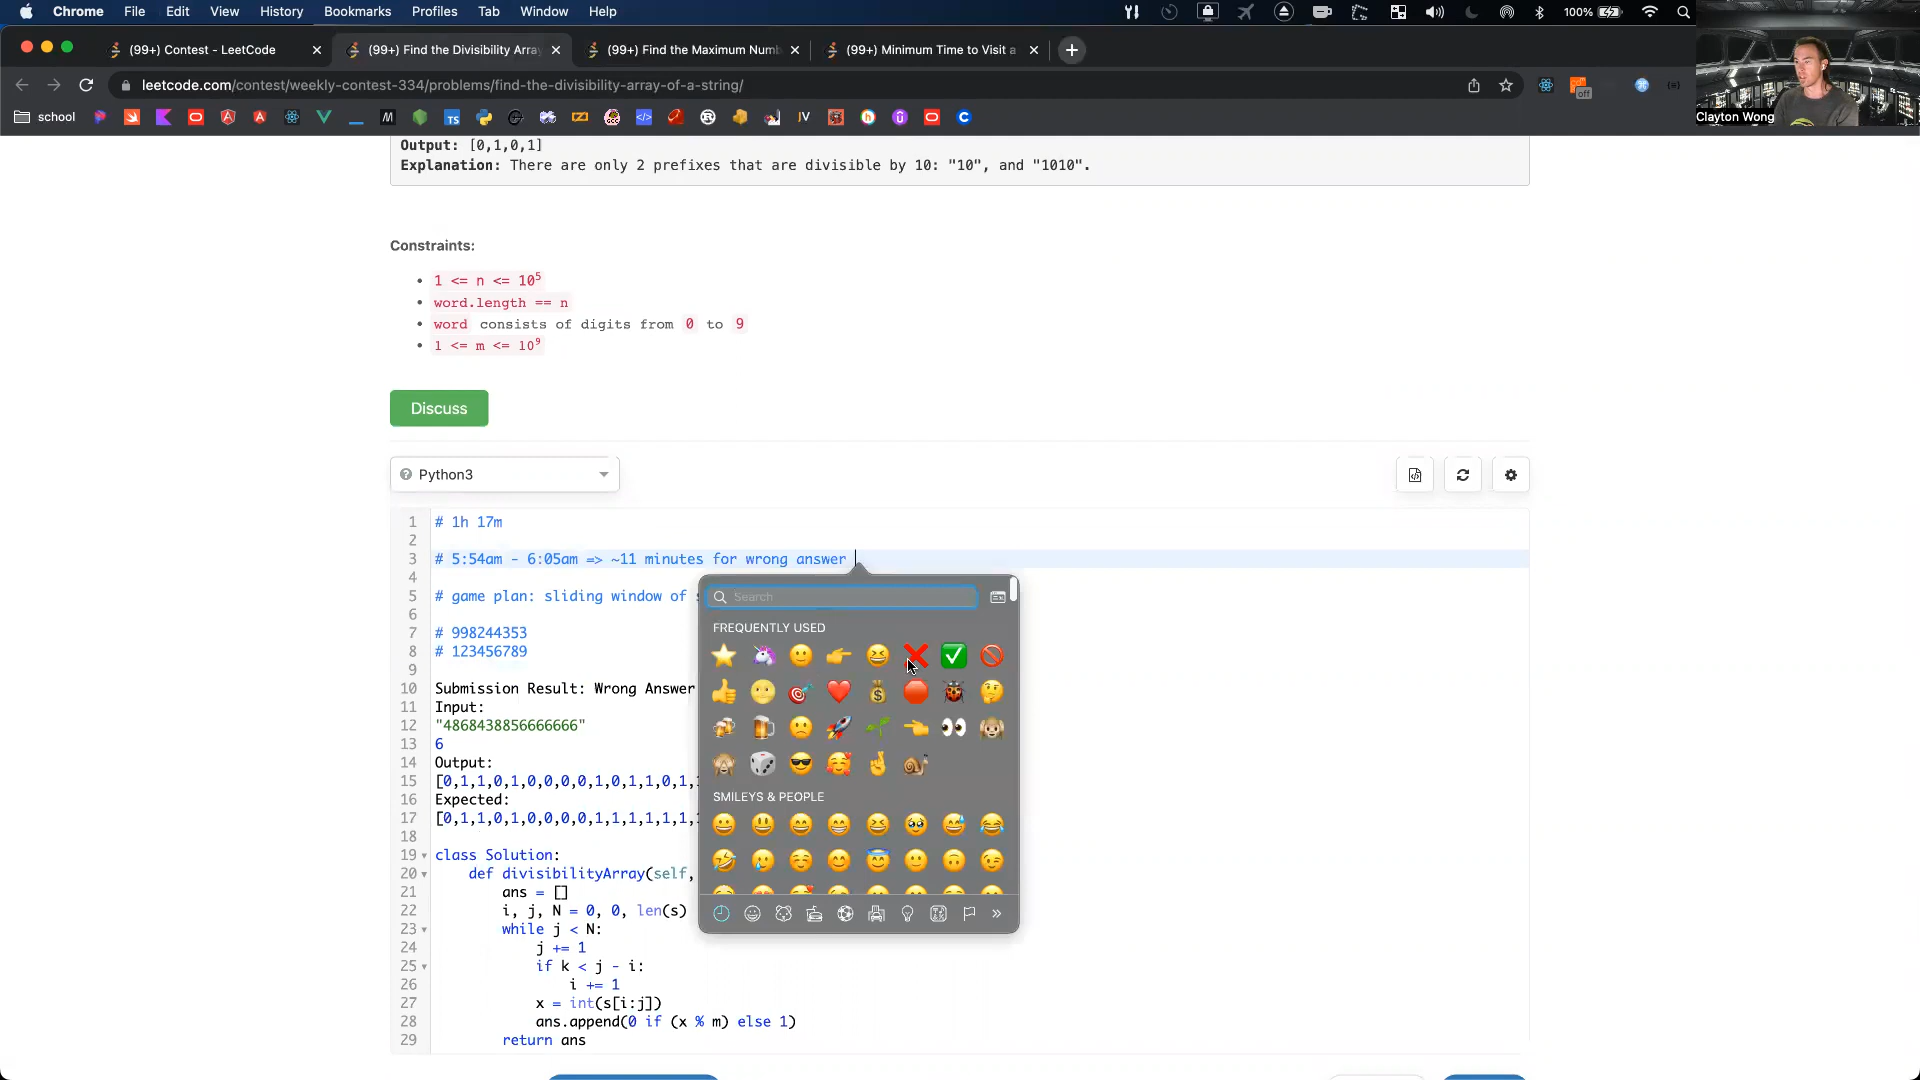 Chrome File Edit View History Bookmarks Profiles Tab Window Help 100%
(99+) Contest - LeetCode (99+) Find the Divisibility Array (99+) Find the Maximum Numb (99+) Minimum Time to Visit a
leetcode.com/contest/weekly-contest-334/problems/find-the-divisibility-array-of-a-string/
off
school
TS
JV
Clayton Wong
Output: [0,1,0,1]
Explanation: There are only 2 prefixes that are divisible by 10: "10", and "1010".
Constraints:
1 <= n <= 10^5
word.length == n
word consists of digits from 0 to 9
1 <= m <= 10^9
Discuss
Python3
1 # 1h 17m
2
3 # 5:54am - 6:05am => ~11 minutes for wrong answer
4
5 # game plan: sliding window of
6
7 # 998244353
8 # 123456789
9
10 Submission Result: Wrong Answer
11 Input:
12 "4868438856666666"
13 6
14 Output:
15 [0,1,1,0,1,0,0,0,0,1,0,1,1,0,1,
16 Expected:
17 [0,1,1,0,1,0,0,0,0,1,1,1,1,1,1,
18
19 class Solution:
20 def divisibilityArray(self,
21 ans = []
22 i, j, N = 0, 0, len(s)
23 while j < N:
24 j += 1
25 if k < j - i:
26 i += 1
27 x = int(s[i:j])
28 ans.append(0 if (x % m) else 1)
29 return ans
Search
FREQUENTLY USED
SMILEYS & PEOPLE